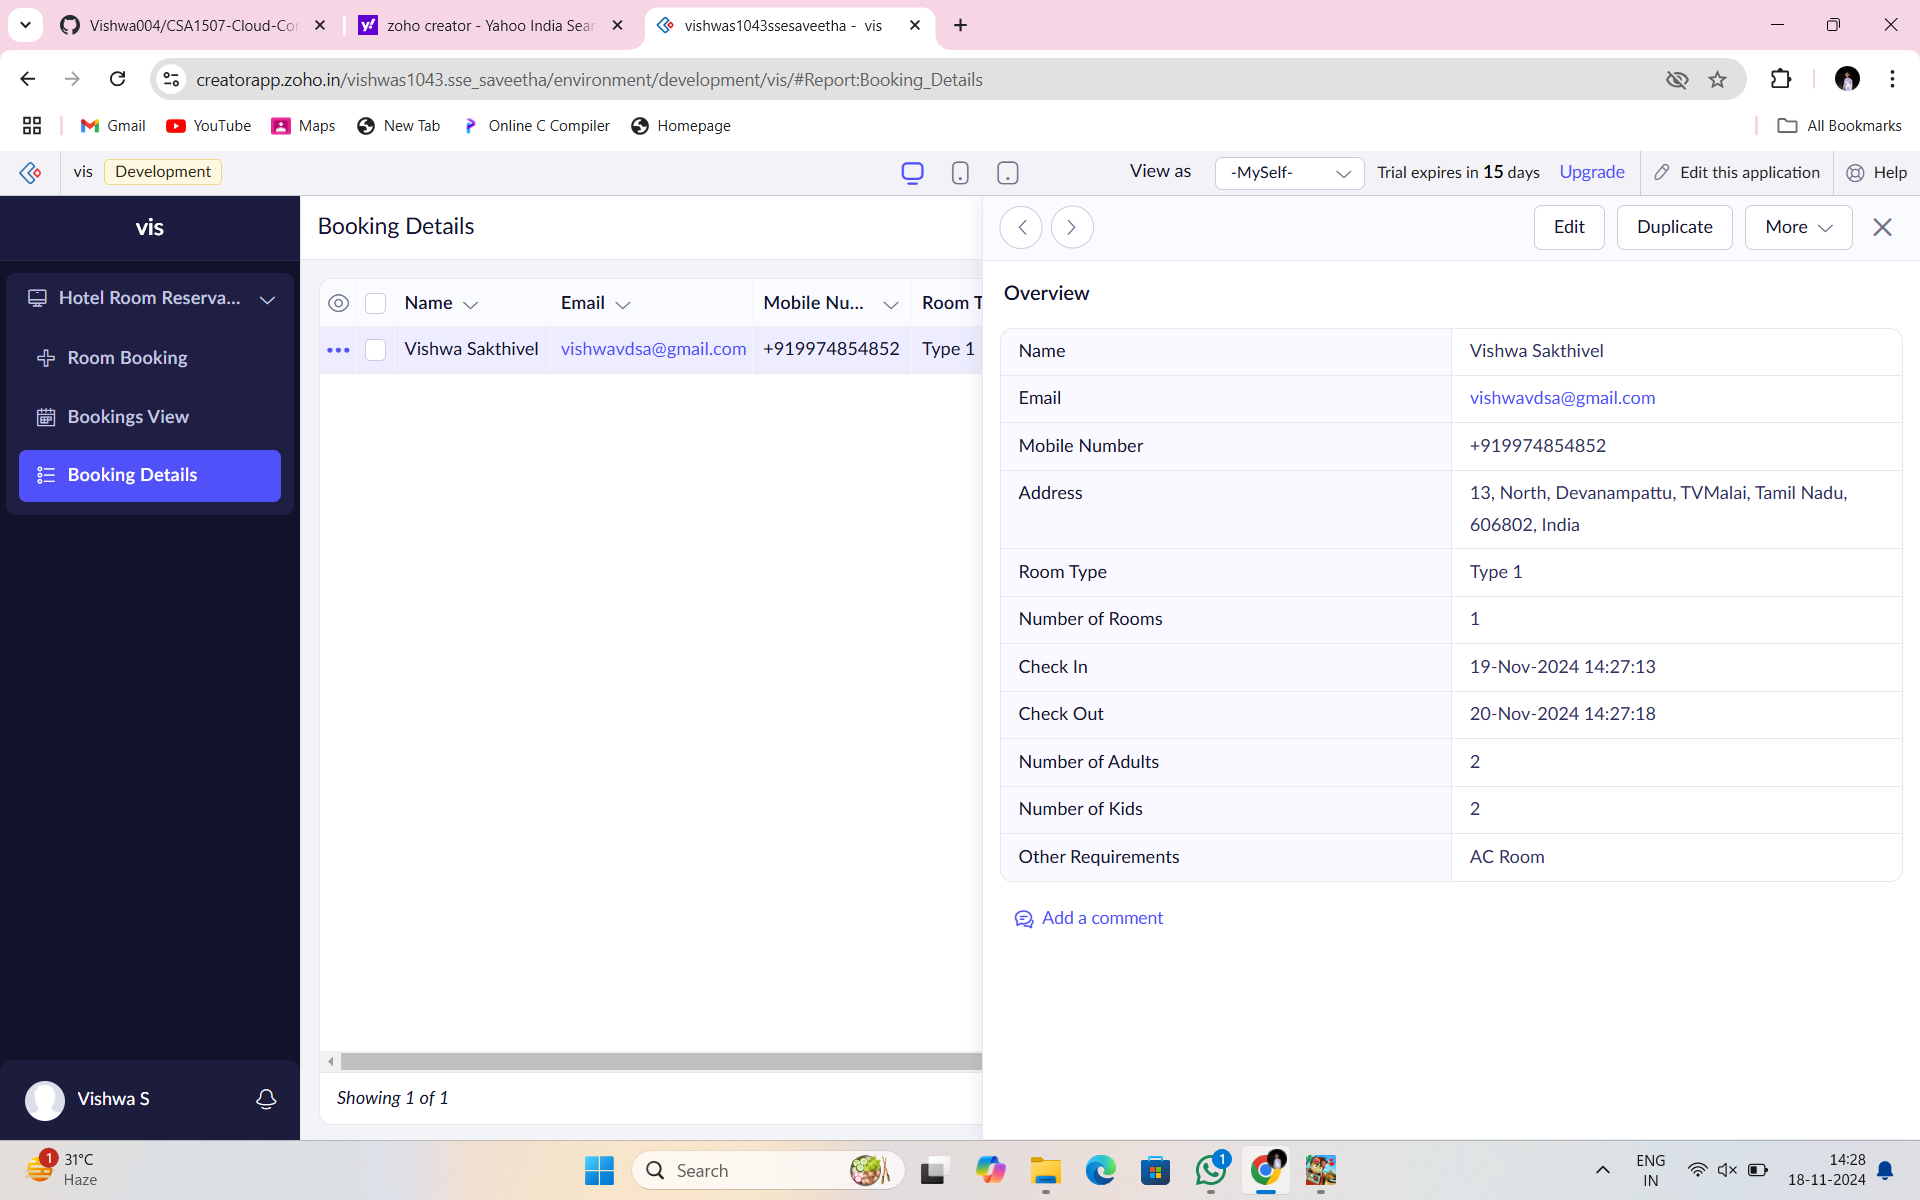 Vishwa004/CSA1507-Cloud-Cor
zoho creator - Yahoo India Sear
vishwas1043ssesaveetha - vis
creatorapp.zoho.in/vishwas1043.sse_saveetha/environment/development/vis/#Report:Booking_Details
Gmail YouTube Maps New Tab Online C Compiler Homepage All Bookmarks
vis Development View as -MySelf- Trial expires in 15 days Upgrade Edit this application Help
vis
Hotel Room Reserva...
Room Booking
Bookings View
Booking Details
Vishwa S
Booking Details
Name Email Mobile Nu... Room T
Vishwa Sakthivel vishwavdsa@gmail.com +919974854852 Type 1
Showing 1 of 1
Edit Duplicate More
Overview
Name Vishwa Sakthivel
Email vishwavdsa@gmail.com
Mobile Number +919974854852
Address 13, North, Devanampattu, TVMalai, Tamil Nadu,
606802, India
Room Type Type 1
Number of Rooms 1
Check In 19-Nov-2024 14:27:13
Check Out 20-Nov-2024 14:27:18
Number of Adults 2
Number of Kids 2
Other Requirements AC Room
Add a comment
1 31°C
Haze
Search
1
ENG
IN
14:28
18-11-2024